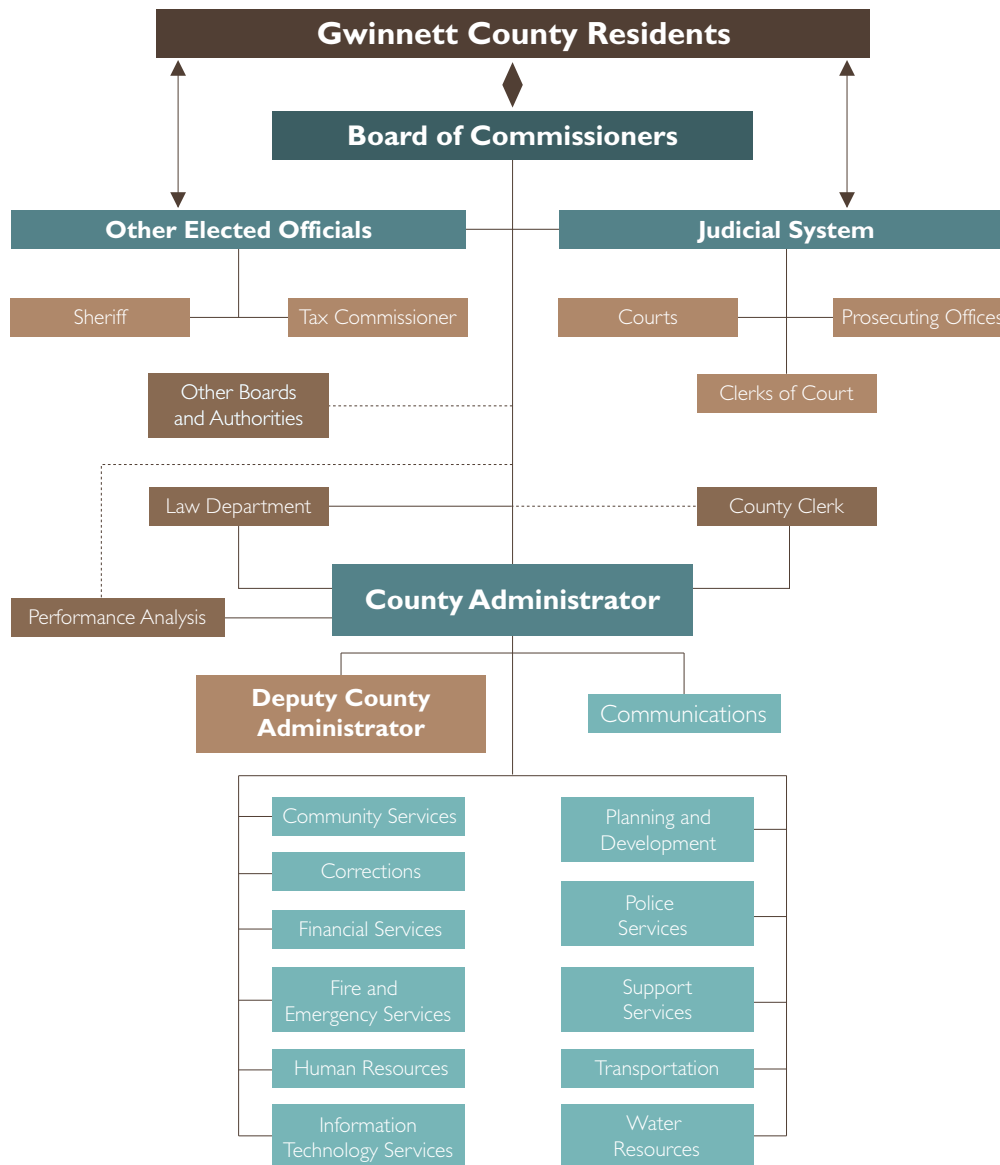 Gwinnett County Residents
Board of Commissioners
Other Elected Officials
Judicial System
Sheriff
Tax Commissioner
Courts
Prosecuting Offices
Clerks of Court
Other Boards
and Authorities
Law Department
County Clerk
County Administrator
Performance Analysis
Deputy County
Administrator
Communications
Community Services
Corrections
Financial Services
Fire and
Emergency Services
Human Resources
Information
Technology Services
Planning and
Development
Police
Services
Support
Services
Transportation
Water
Resources